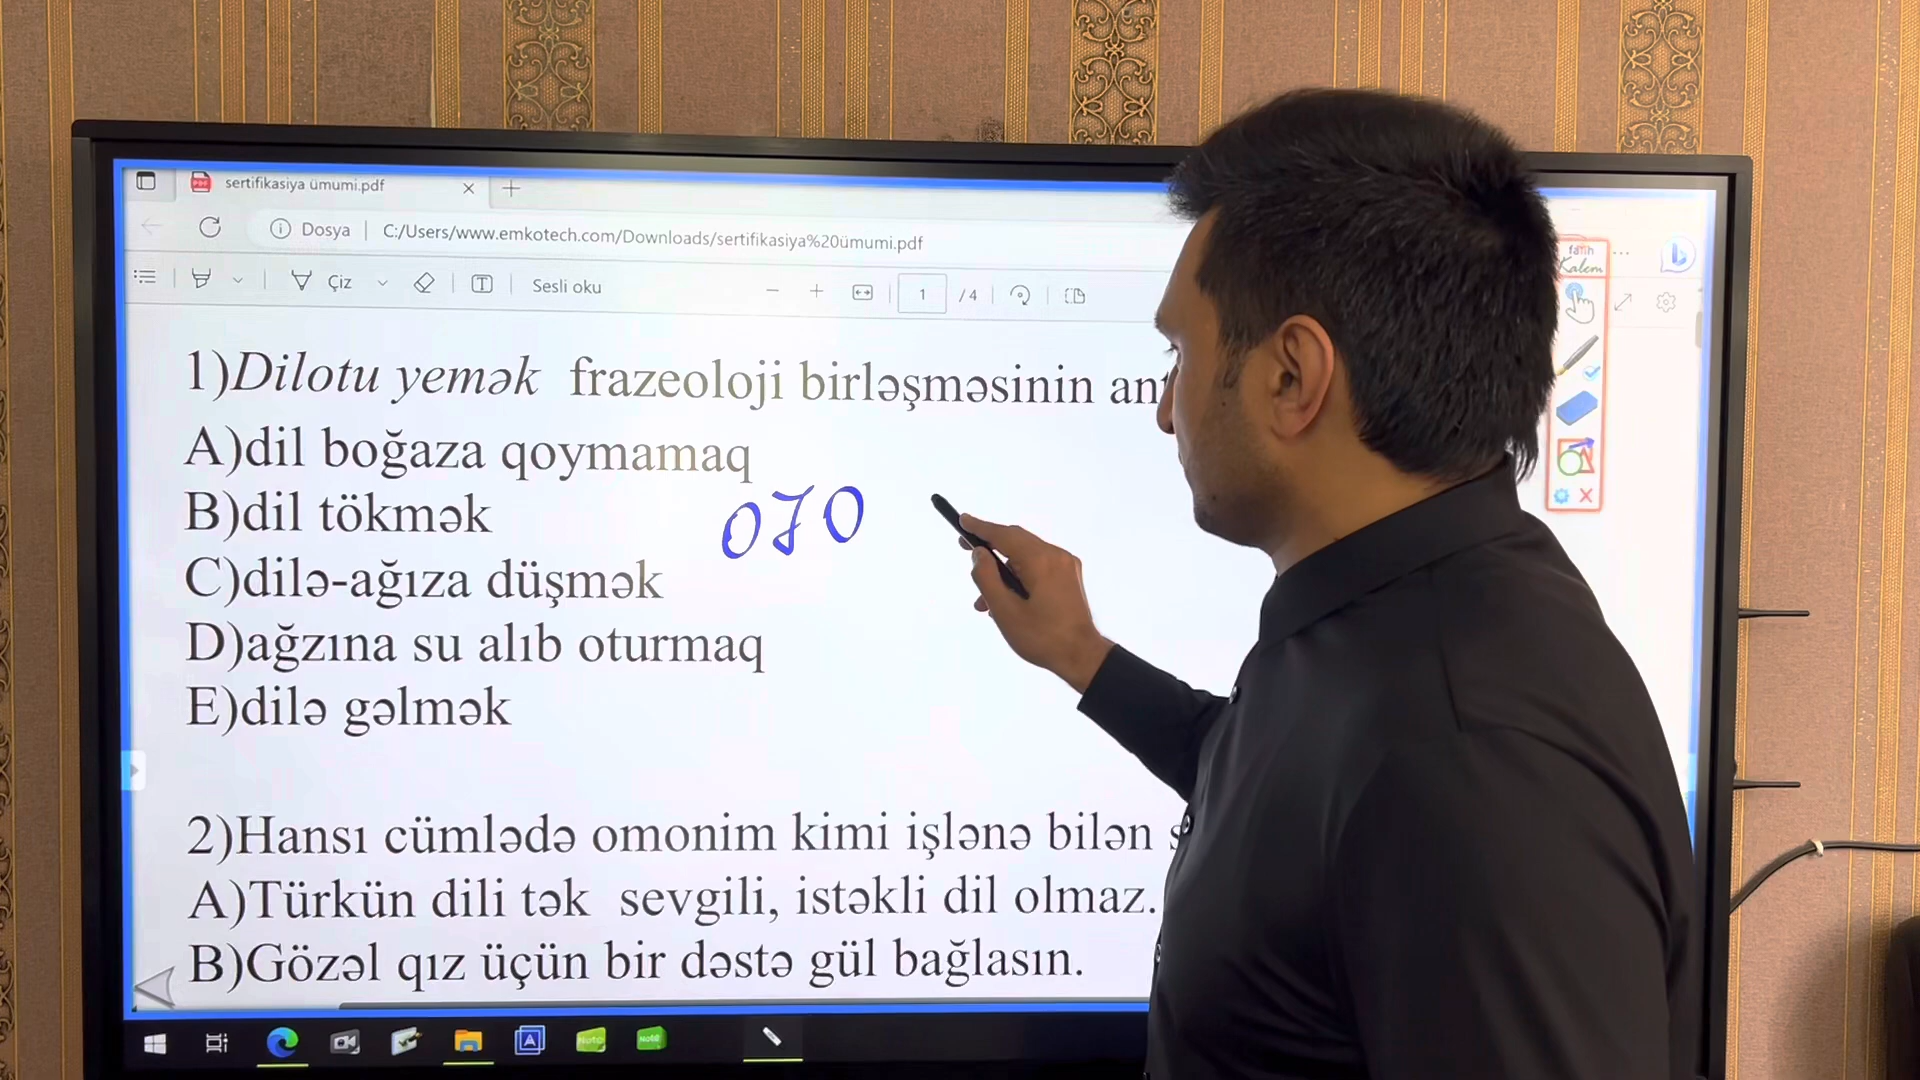 sertifikasiya ümumi.pdf
Dosya C:/Users/www.emkotech.com/Downloads/sertifikasiya%20ümumi.pdf
Çiz Sesli oku 1 /4
fatih
Kalem
1)Dilotu yemək frazeoloji birləşməsinin
A)dil boğaza qoymamaq
B)dil tökmək
070
C)dilə-ağıza düşmək
D)ağzına su alıb oturmaq
E)dilə gəlmək
2)Hansı cümlədə omonim kimi işlənə bilən
A)Türkün dili tək sevgili, istəkli dil olmaz.
B)Gözəl qız üçün bir dəstə gül bağlasın.